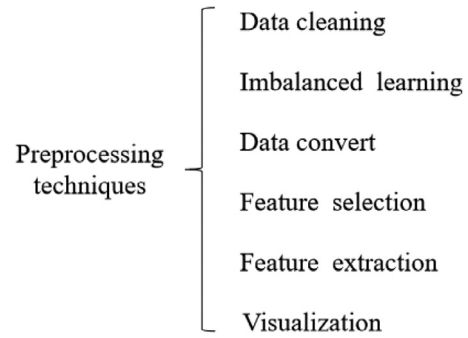 Preprocessing
techniques
Data cleaning
Imbalanced learning
Data convert
Feature selection
Feature extraction
Visualization